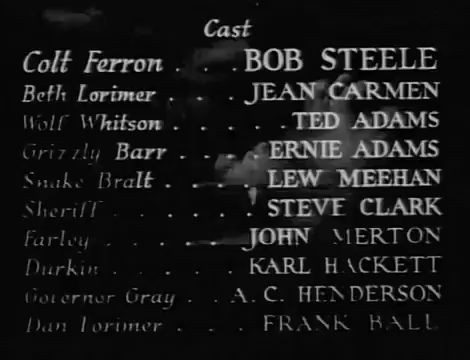 Cast
Colt Ferron . . . BOB STEELE
Beth Lorimer . . . JEAN CARMEN
Wolf Whitson . . . . . TED ADAMS
Grizzly Barr . . . . ERNIE ADAMS
Snake Bralt . . . . LEW MEEHAN
Sheriff . . . . . . STEVE CLARK
Farley . . . . . JOHN MERTON
Durkin . . . . . KARL HACKETT
Governor Gray . . A. C. HENDERSON
Dan Lorimer . . . FRANK BALL